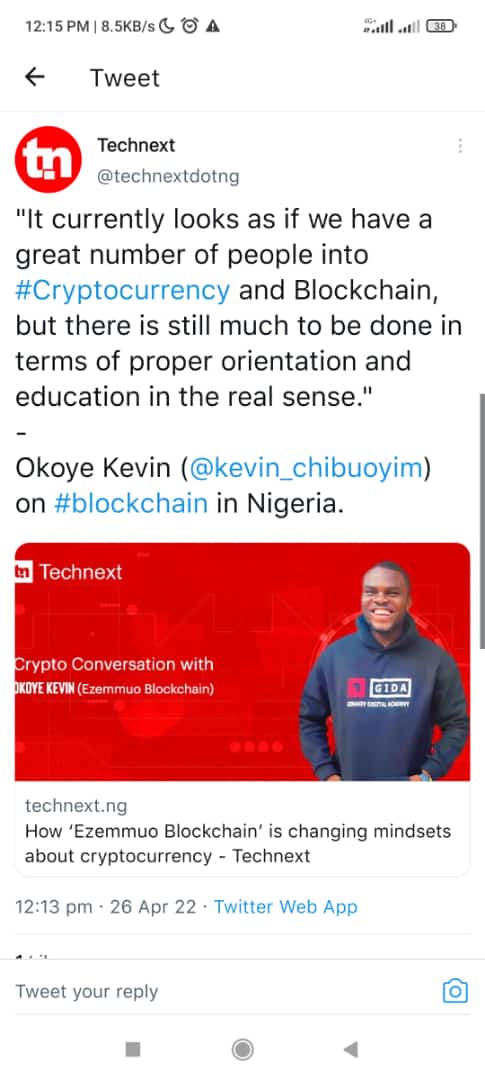 12:15 PM | 8.5KB/s
4G+
38
Tweet
tn
Technext
@technextdotng
"It currently looks as if we have a
great number of people into
#Cryptocurrency and Blockchain,
but there is still much to be done in
terms of proper orientation and
education in the real sense."
-
Okoye Kevin (@kevin_chibuoyim)
on #blockchain in Nigeria.
tn Technext
Crypto Conversation with
OKOYE KEVIN (Ezemmuo Blockchain)
GIDA
technext.ng
How ‘Ezemmuo Blockchain’ is changing mindsets
about cryptocurrency - Technext
12:13 pm · 26 Apr 22 · Twitter Web App
Tweet your reply